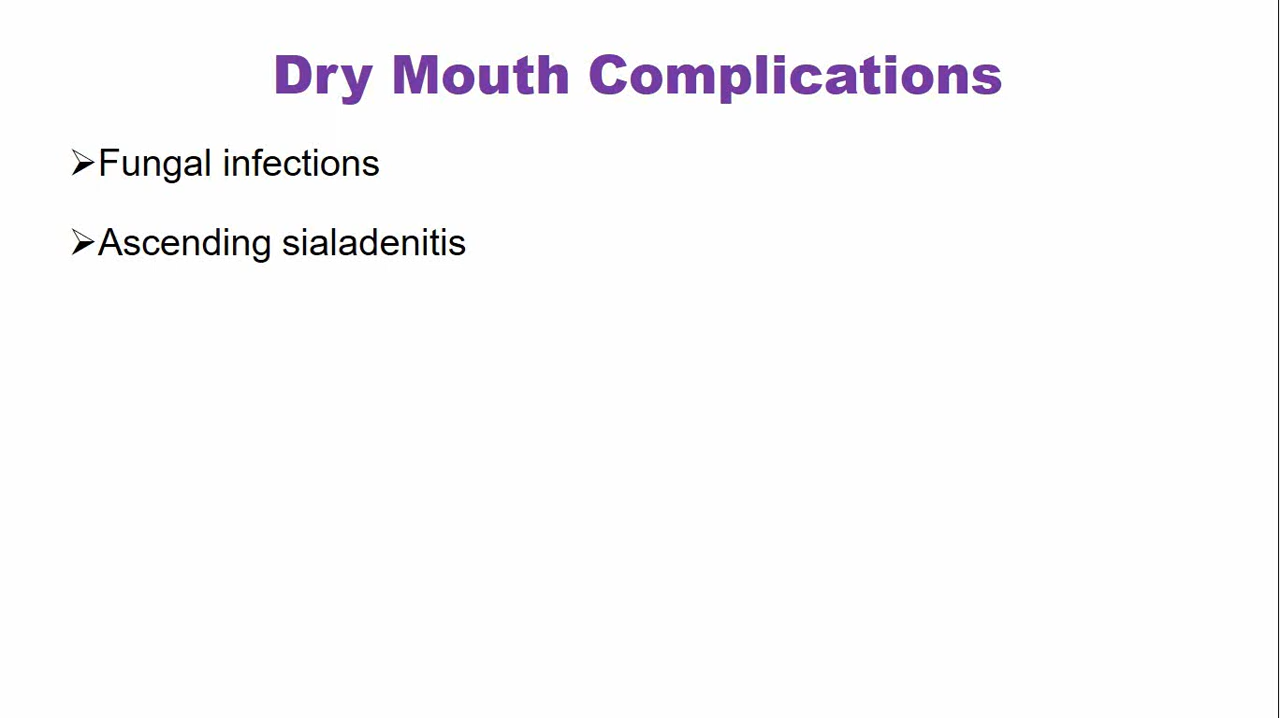 Dry Mouth Complications
➢Fungal infections
➢Ascending sialadenitis